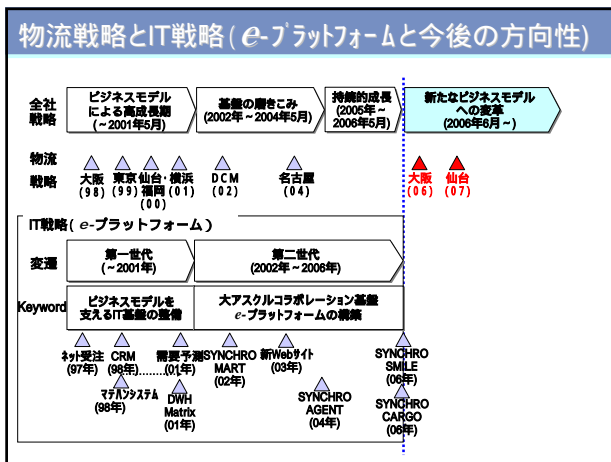 物流戦略とIT戦略(e-プラットフォームと今後の方向性)
全社
戦略
ビジネスモデル
による高成長期
(~2001年5月)
基盤の磨きこみ
(2002年~2004年5月)
持続的成長
(2005年~
2006年5月)
新たなビジネスモデル
への変革
(2006年6月~)
物流
戦略
大阪
(98)
東京
(99)
仙台・
福岡
(00)
横浜
(01)
DCM
(02)
名古屋
(04)
大阪
(06)
仙台
(07)
IT戦略(e-プラットフォーム)
変遷
第一世代
(~2001年)
第二世代
(2002年~2006年)
Keyword
ビジネスモデルを
支えるIT基盤の整備
大アスクルコラボレーション基盤
e-プラットフォームの構築
ネット受注
(97年)
CRM
(98年)
需要予測
(01年)
SYNCHRO
MART
(02年)
新Webサイト
(03年)
SYNCHRO
SMILE
(06年)
マテハンシステム
(98年)
DWH
Matrix
(01年)
SYNCHRO
AGENT
(04年)
SYNCHRO
CARGO
(06年)